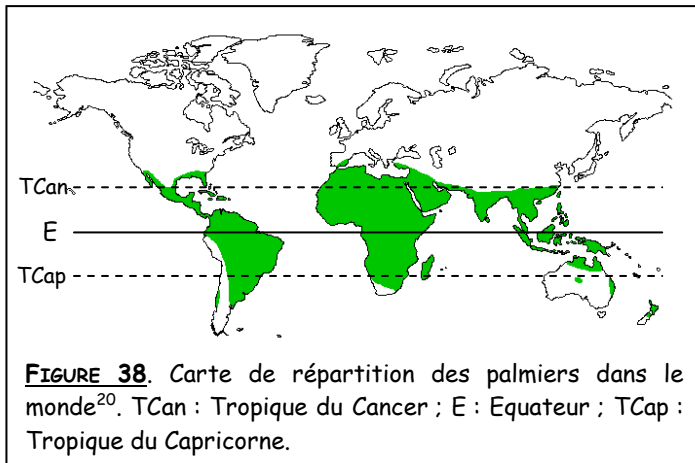 TCan
E
TCap
FIGURE 38. Carte de répartition des palmiers dans le
monde20. TCan : Tropique du Cancer ; E : Equateur ; TCap :
Tropique du Capricorne.